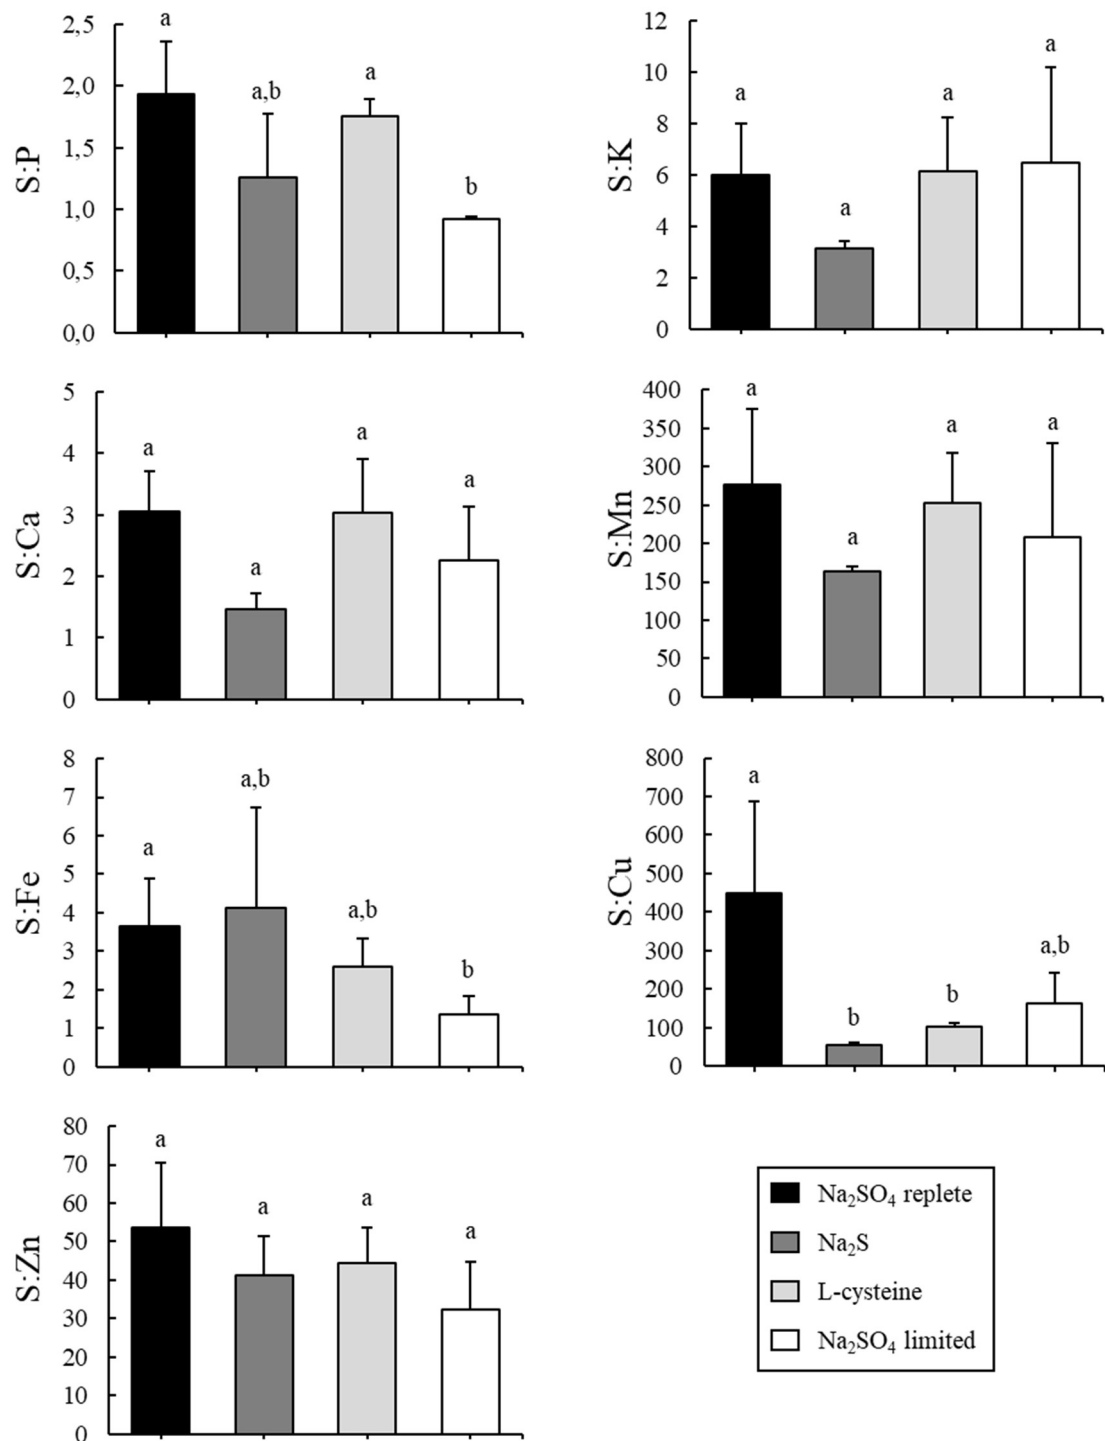 2,5
2,0
1,5
1,0
0,5
0,0
S:P
a
a,b
a
b
12
10
8
6
4
2
0
S:K
a
a
a
a
5
4
3
2
1
0
S:Ca
a
a
a
a
400
350
300
250
200
150
100
50
0
S:Mn
a
a
a
a
8
7
6
5
4
3
2
1
0
S:Fe
a
a,b
a,b
b
800
700
600
500
400
300
200
100
0
S:Cu
a
b
b
a,b
80
70
60
50
40
30
20
10
0
S:Zn
a
a
a
a
Na₂SO₄ replete
Na₂S
L-cysteine
Na₂SO₄ limited